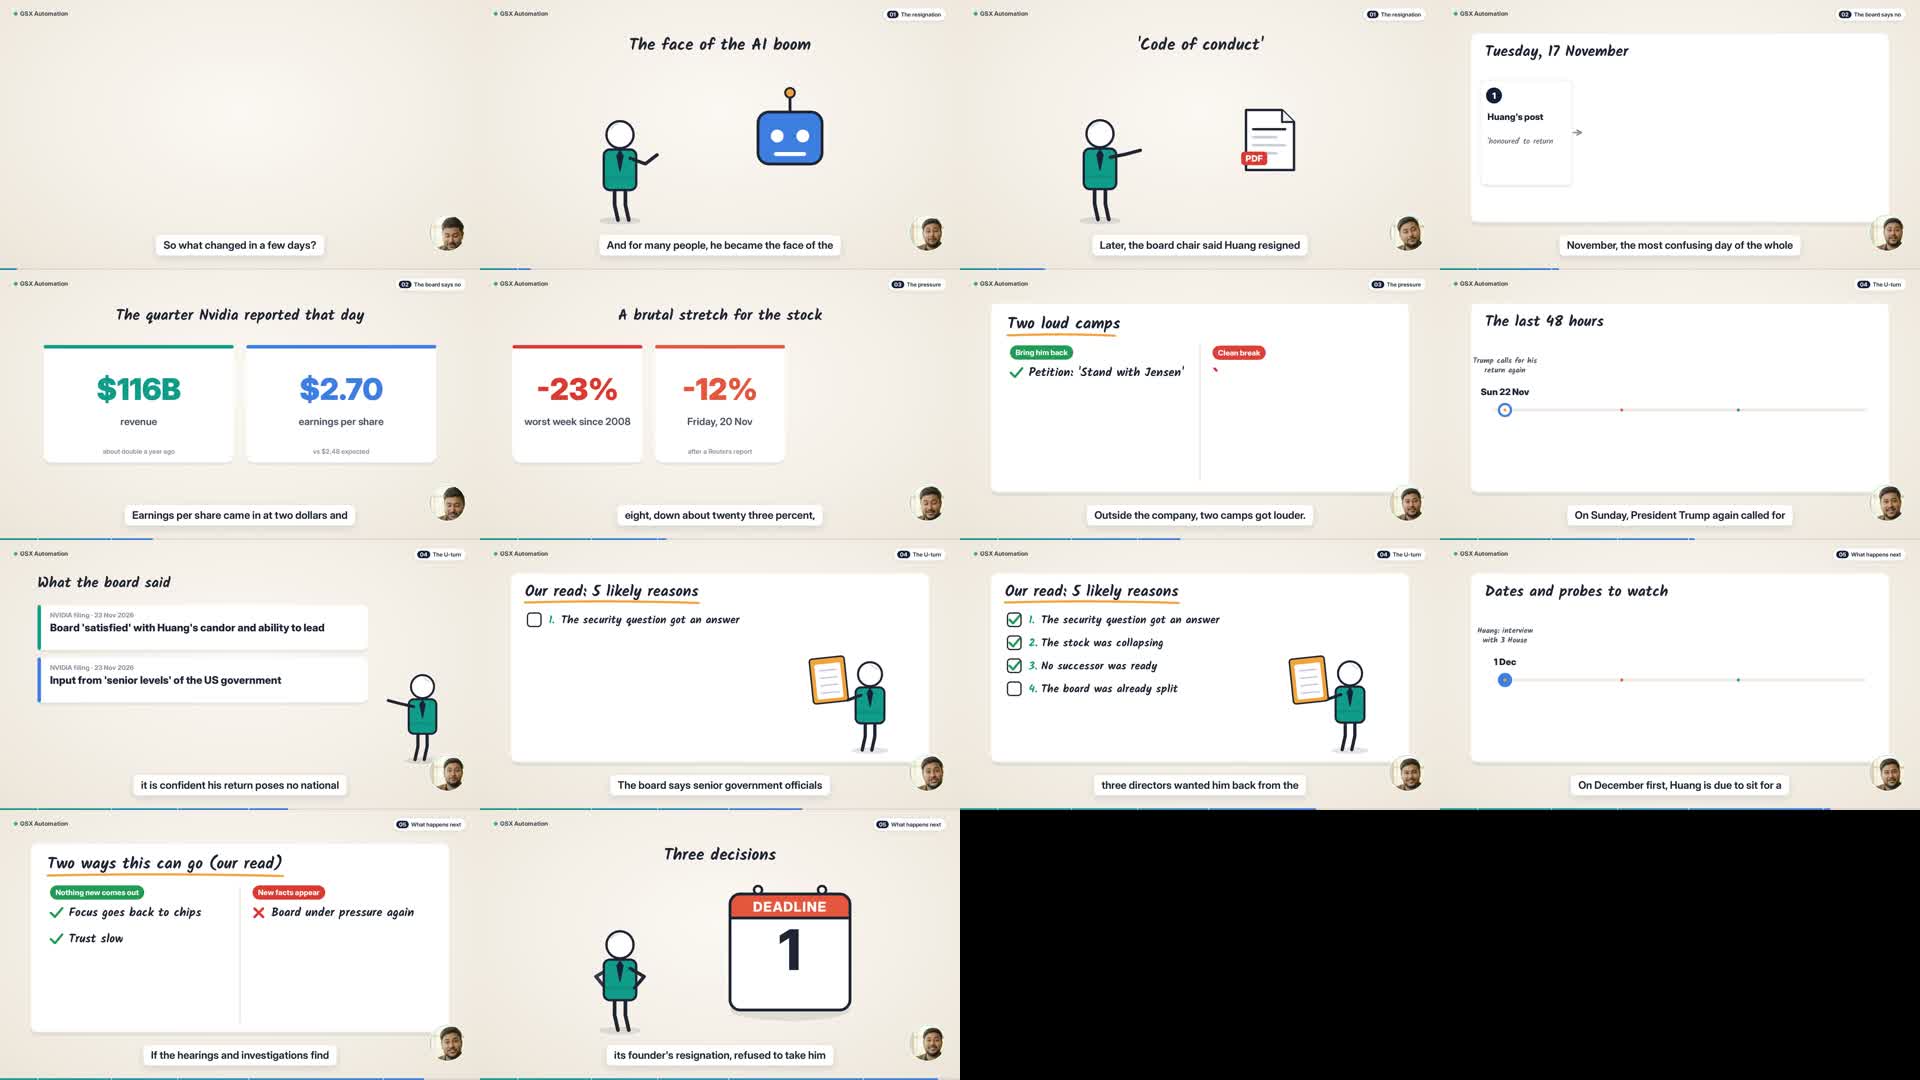 GSX Automation
So what changed in a few days?
GSX Automation
01 The resignation
The face of the AI boom
And for many people, he became the face of the
GSX Automation
01 The resignation
'Code of conduct'
PDF
Later, the board chair said Huang resigned
GSX Automation
02 The board says no
Tuesday, 17 November
1
Huang's post
'honoured' to return
November, the most confusing day of the whole
GSX Automation
02 The board says no
The quarter Nvidia reported that day
$116B
revenue
about double a year ago
$2.70
earnings per share
vs $2.48 expected
Earnings per share came in at two dollars and
GSX Automation
03 The pressure
A brutal stretch for the stock
-23%
worst week since 2008
-12%
Friday, 20 Nov
after a Reuters report
eight, down about twenty three percent,
GSX Automation
03 The pressure
Two loud camps
Bring him back
Petition: 'Stand with Jensen'
Clean break
Outside the company, two camps got louder.
GSX Automation
04 The U-turn
The last 48 hours
Trump calls for his
return again
Sun 22 Nov
On Sunday, President Trump again called for
GSX Automation
04 The U-turn
What the board said
NVIDIA filing · 23 Nov 2026
Board 'satisfied' with Huang's candor and ability to lead
NVIDIA filing · 23 Nov 2026
Input from 'senior levels' of the US government
it is confident his return poses no national
GSX Automation
04 The U-turn
Our read: 5 likely reasons
1. The security question got an answer
The board says senior government officials
GSX Automation
04 The U-turn
Our read: 5 likely reasons
1. The security question got an answer
2. The stock was collapsing
3. No successor was ready
4. The board was already split
three directors wanted him back from the
GSX Automation
05 What happens next
Dates and probes to watch
Huang: interview
with 3 House
1 Dec
On December first, Huang is due to sit for a
GSX Automation
05 What happens next
Two ways this can go (our read)
Nothing new comes out
Focus goes back to chips
Trust slow
New facts appear
Board under pressure again
If the hearings and investigations find
GSX Automation
05 What happens next
Three decisions
DEADLINE
1
its founder's resignation, refused to take him